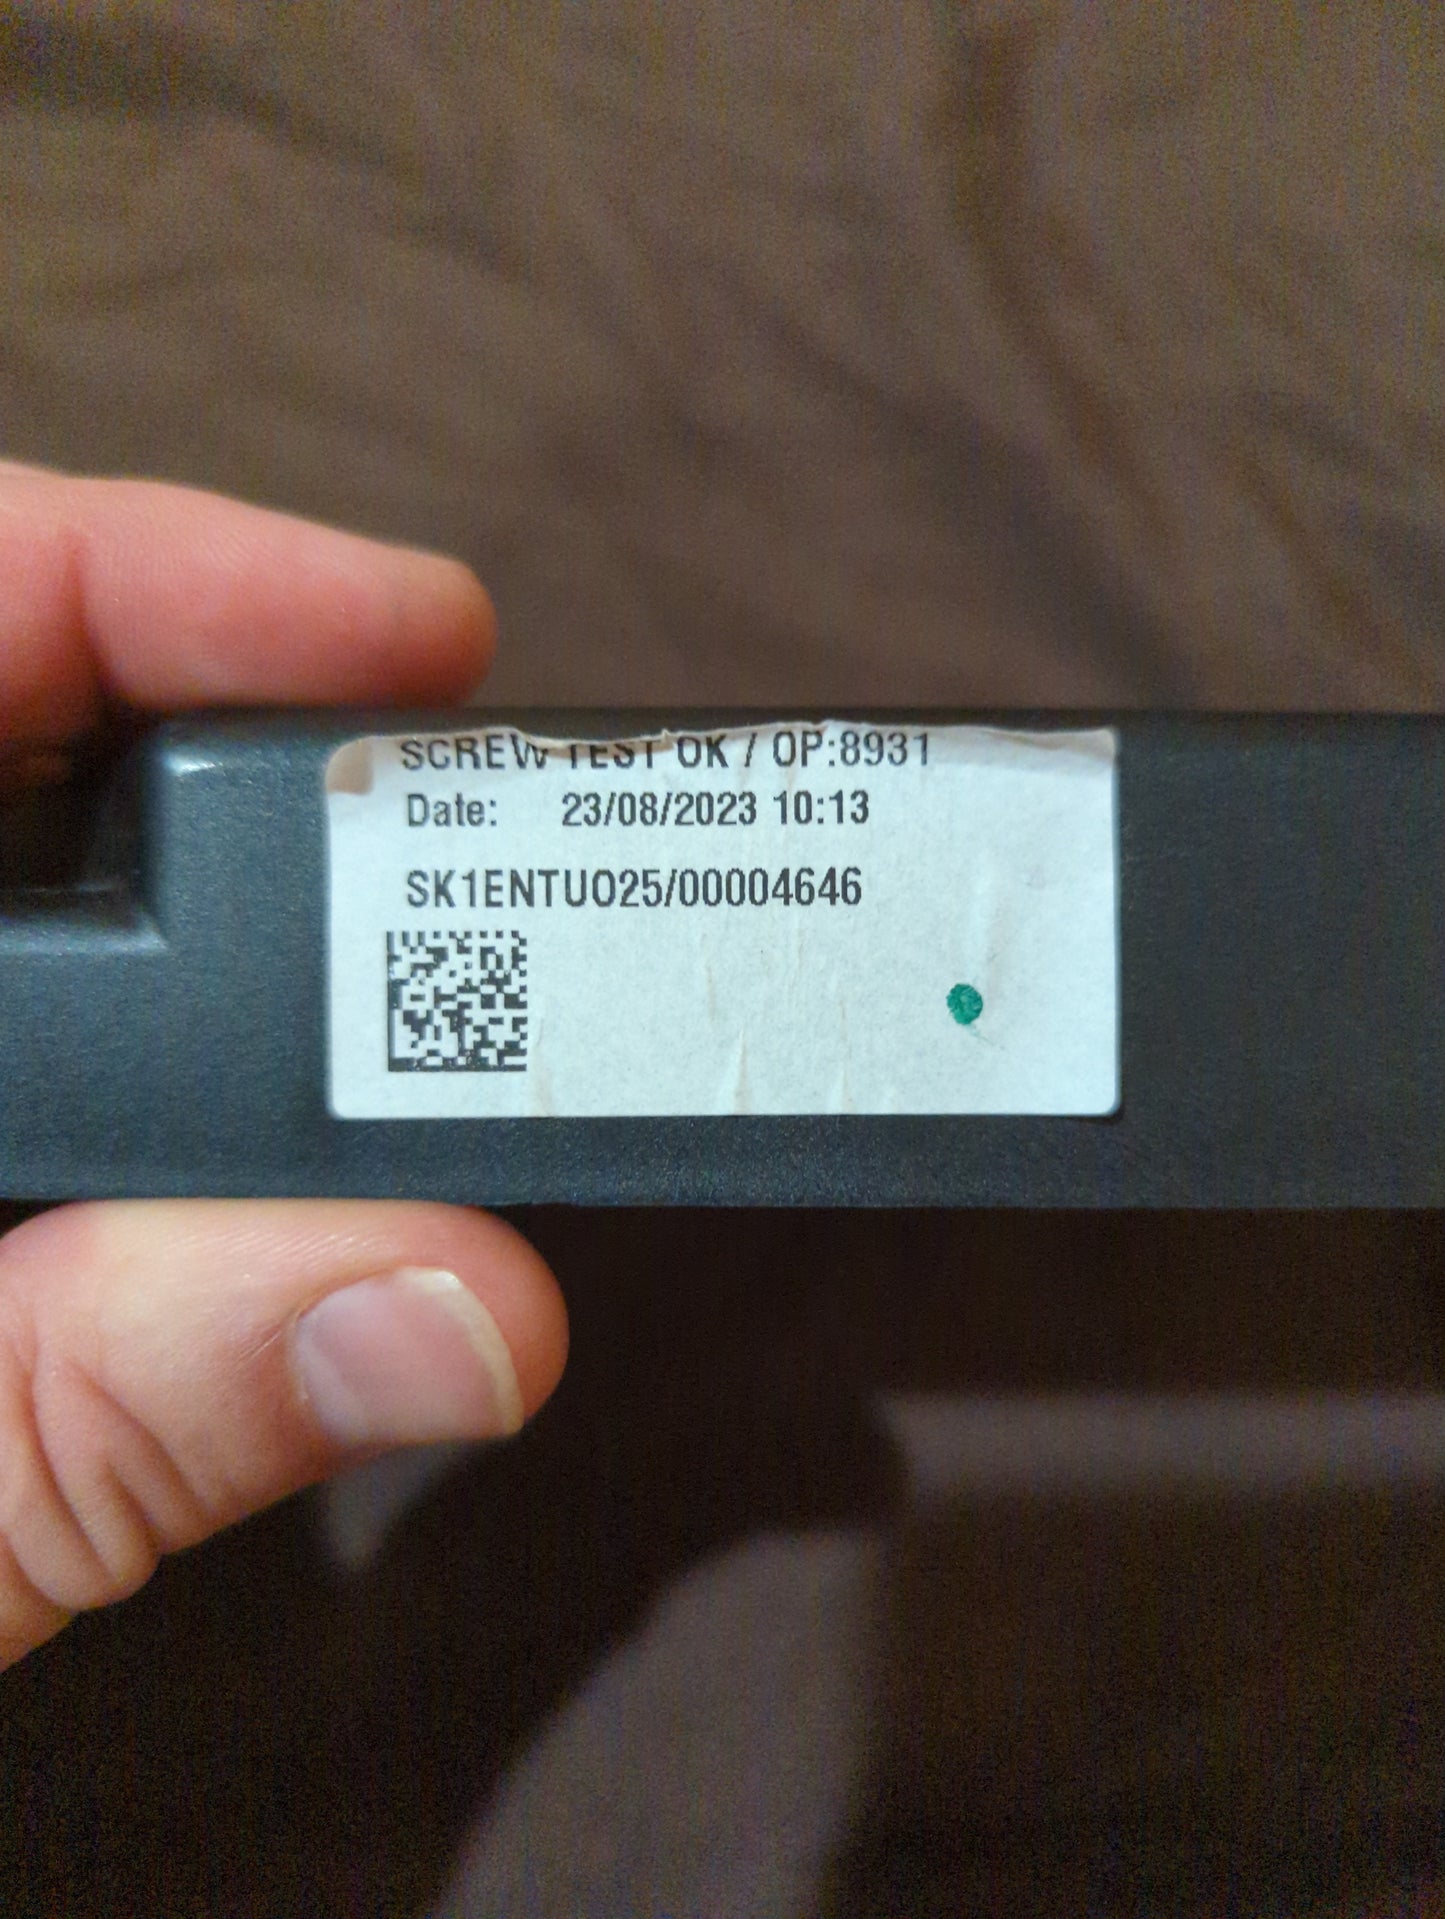 SCREW TEST OK / OP:8931
Date: 23/08/2023 10:13
SK1ENTUO25/00004646